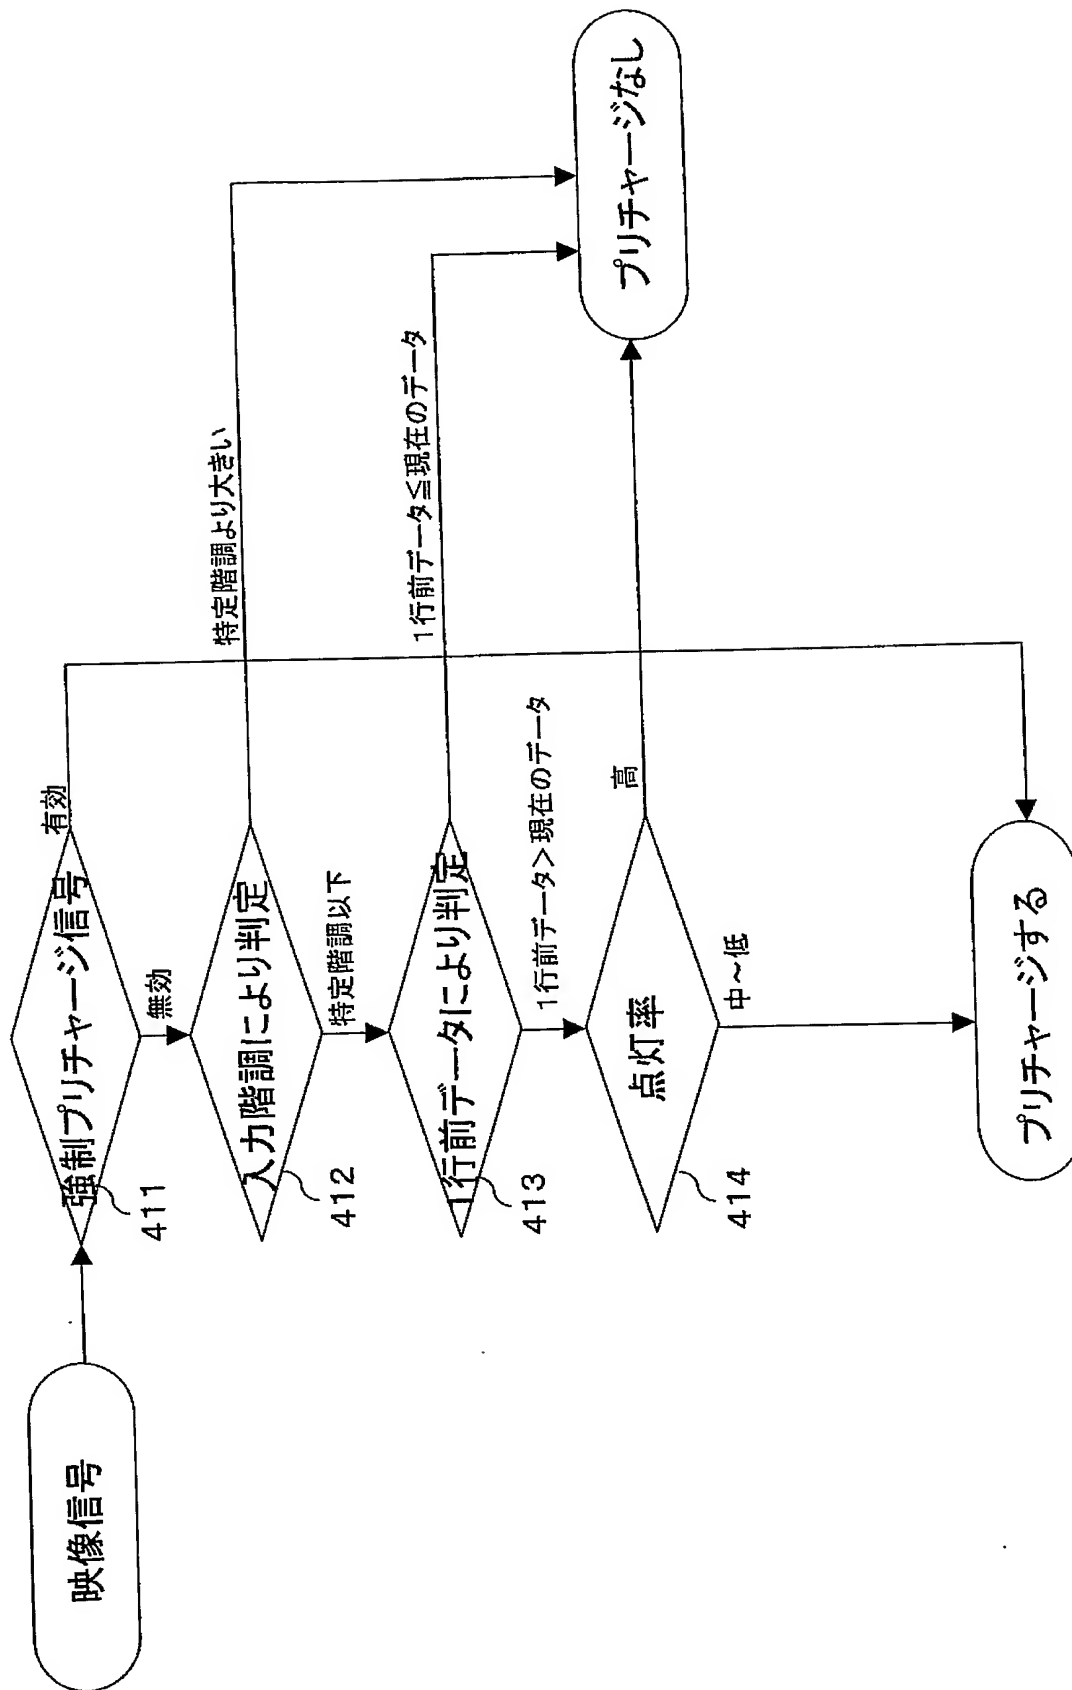 映像信号
強制プリチャージ信号
411
有効
無効
入力階調により判定
412
特定階調より大きい
特定階調以下
1行前データにより判定
413
1行前データ≦現在のデータ
1行前データ>現在のデータ
点灯率
414
高
中~低
プリチャージなし
プリチャージする